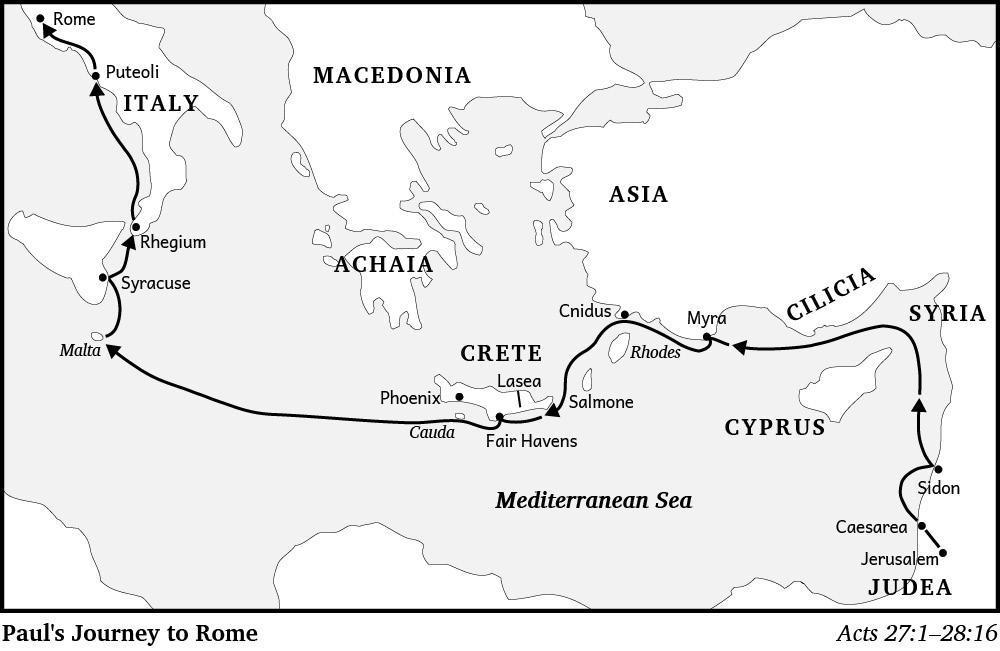 Rome
Puteoli
ITALY
MACEDONIA
ASIA
Rhegium
Syracuse
Malta
ACHAIA
Cnidus
Myra
CILICIA
SYRIA
Rhodes
CRETE
Lasea
Phoenix
Salmone
Cauda
Fair Havens
CYPRUS
Mediterranean Sea
Sidon
Caesarea
Jerusalem
JUDEA
Paul's Journey to Rome
Acts 27:1–28:16